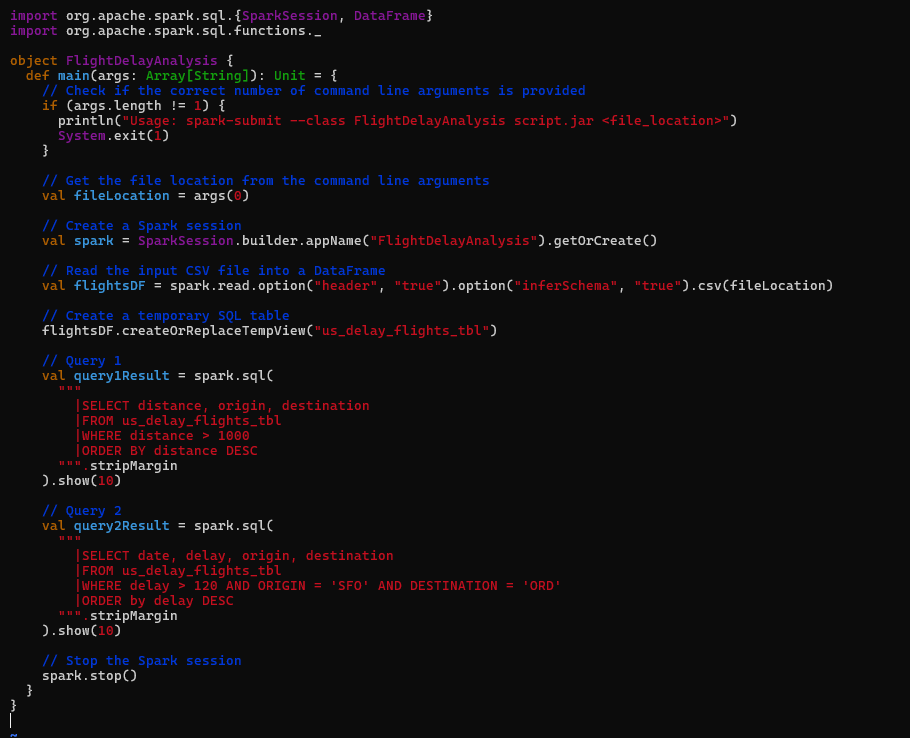 import org.apache.spark.sql.{SparkSession, DataFrame}
import org.apache.spark.sql.functions._

object FlightDelayAnalysis {
  def main(args: Array[String]): Unit = {
    // Check if the correct number of command line arguments is provided
    if (args.length != 1) {
      println("Usage: spark-submit --class FlightDelayAnalysis script.jar <file_location>")
      System.exit(1)
    }

    // Get the file location from the command line arguments
    val fileLocation = args(0)

    // Create a Spark session
    val spark = SparkSession.builder.appName("FlightDelayAnalysis").getOrCreate()

    // Read the input CSV file into a DataFrame
    val flightsDF = spark.read.option("header", "true").option("inferSchema", "true").csv(fileLocation)

    // Create a temporary SQL table
    flightsDF.createOrReplaceTempView("us_delay_flights_tbl")

    // Query 1
    val query1Result = spark.sql(
      """
        |SELECT distance, origin, destination
        |FROM us_delay_flights_tbl
        |WHERE distance > 1000
        |ORDER BY distance DESC
      """.stripMargin
    ).show(10)

    // Query 2
    val query2Result = spark.sql(
      """
        |SELECT date, delay, origin, destination
        |FROM us_delay_flights_tbl
        |WHERE delay > 120 AND ORIGIN = 'SFO' AND DESTINATION = 'ORD'
        |ORDER by delay DESC
      """.stripMargin
    ).show(10)

    // Stop the Spark session
    spark.stop()
  }
}
~